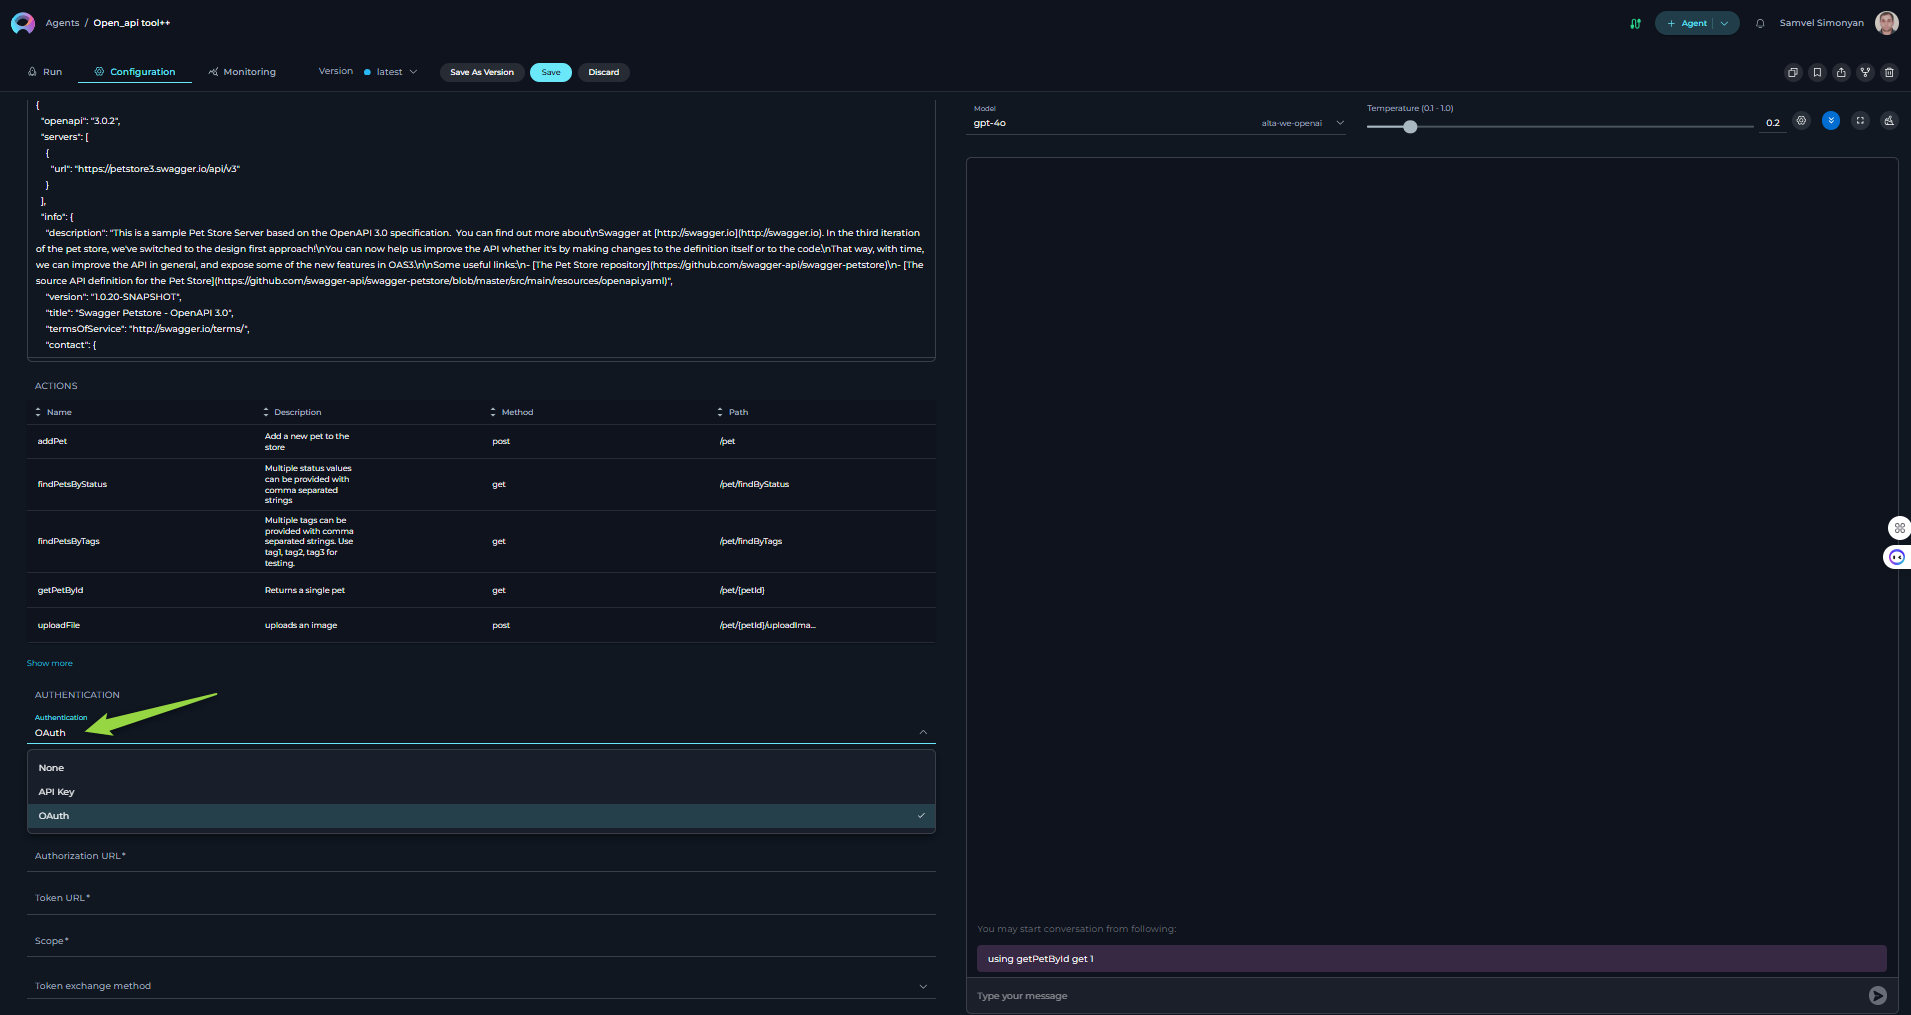 Agents / Open_api tool++
Agent
Samvel Simonyan
Run
Configuration
Monitoring
Version
latest
Save As Version
Save
Discard
{
"openapi": "3.0.2",
"servers": [
{
"url": "https://petstore3.swagger.io/api/v3"
}
],
"info": {
"description": "This is a sample Pet Store Server based on the OpenAPI 3.0 specification.  You can find out more about\nSwagger at [http://swagger.io](http://swagger.io). In the third iteration
of the pet store, we've switched to the design first approach!\nYou can now help us improve the API whether it's by making changes to the definition itself or to the code.\nThat way, with time,
we can improve the API in general, and expose some of the new features in OAS3.\n\nSome useful links:\n- [The Pet Store repository](https://github.com/swagger-api/swagger-petstore)\n- [The
source API definition for the Pet Store](https://github.com/swagger-api/swagger-petstore/blob/master/src/main/resources/openapi.yaml)",
"version": "1.0.20-SNAPSHOT",
"title": "Swagger Petstore - OpenAPI 3.0",
"termsOfService": "http://swagger.io/terms/",
"contact": {
ACTIONS
Name
Description
Method
Path
addPet
Add a new pet to the
store
post
/pet
findPetsByStatus
Multiple status values
can be provided with
comma separated
strings
get
/pet/findByStatus
findPetsByTags
Multiple tags can be
provided with comma
separated strings. Use
tag1, tag2, tag3 for
testing.
get
/pet/findByTags
getPetById
Returns a single pet
get
/pet/{petId}
uploadFile
uploads an image
post
/pet/{petId}/uploadIma...
Show more
AUTHENTICATION
Authentication
OAuth
None
API Key
OAuth
Authorization URL*
Token URL*
Scope*
Token exchange method
Model
gpt-4o
alta-we-openai
Temperature (0.1 - 1.0)
0.2
You may start conversation from following:
using getPetById get 1
Type your message